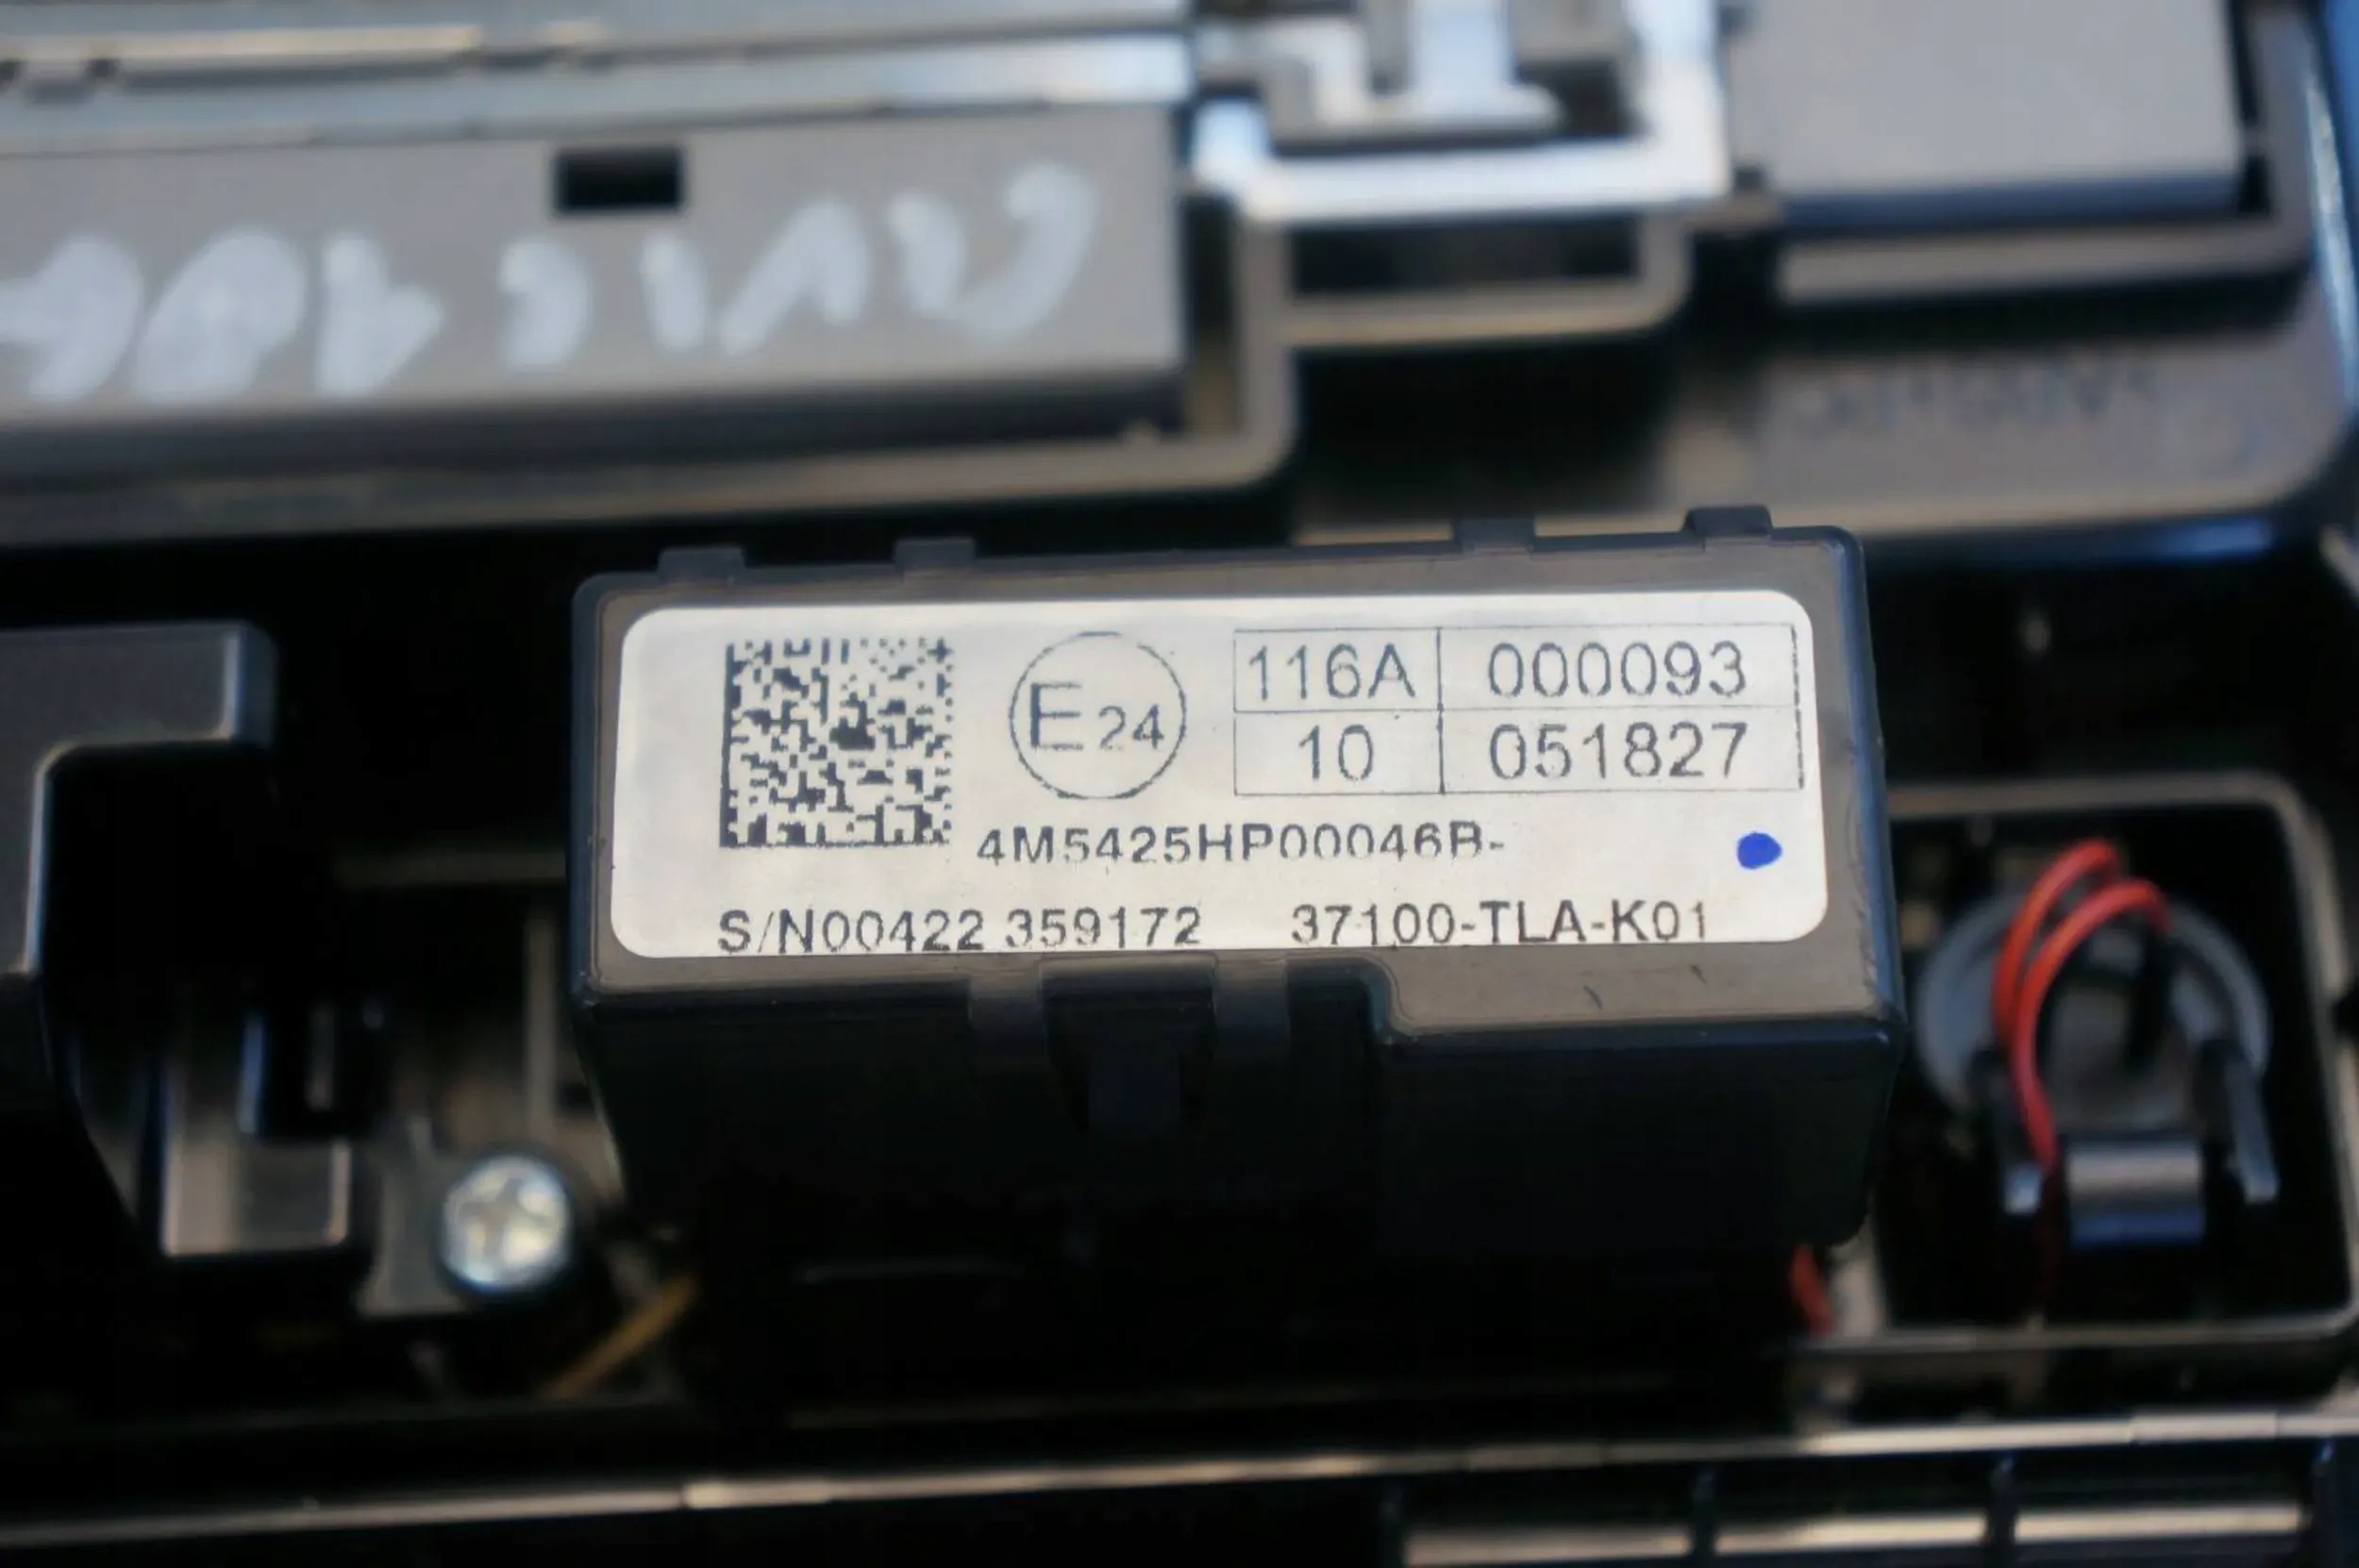 E24
116A 000093
10 051827
4M5425HP00046B-
S/N00422 359172 37100-TLA-K01